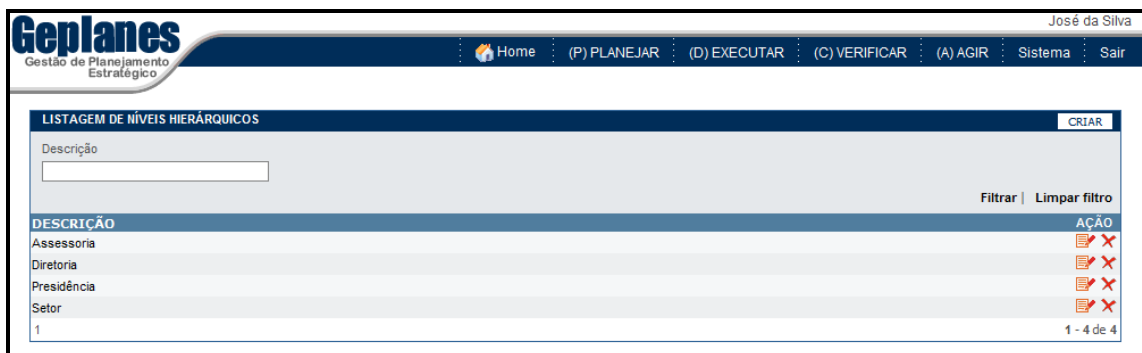 José da Silva
Geplanes
Gestão de Planejamento
Estratégico
Home (P) PLANEJAR (D) EXECUTAR (C) VERIFICAR (A) AGIR Sistema Sair
LISTAGEM DE NÍVEIS HIERÁRQUICOS CRIAR
Descrição
Filtrar | Limpar filtro
DESCRIÇÃO AÇÃO
Assessoria
Diretoria
Presidência
Setor
1 1 - 4 de 4